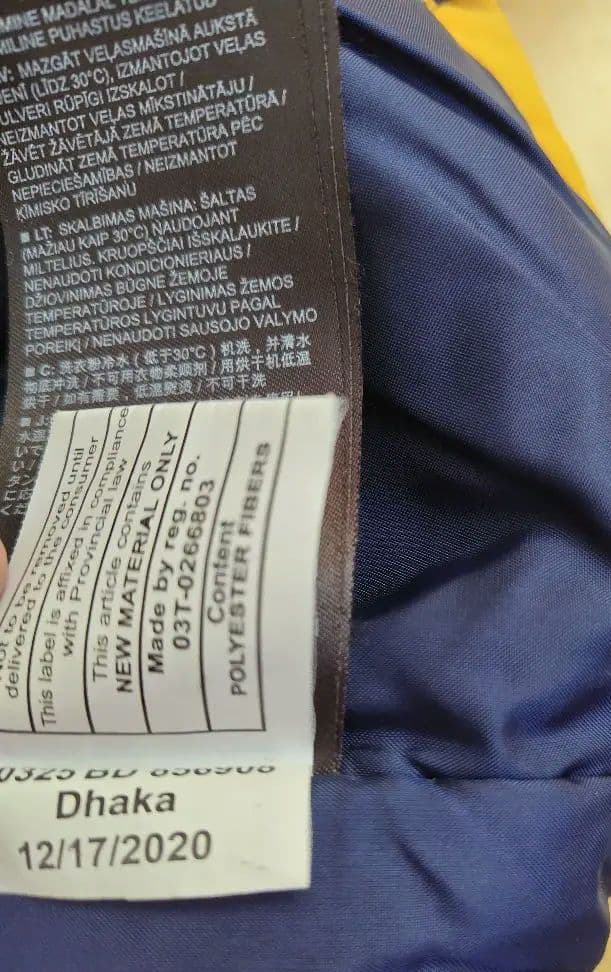 MINE MADALAL
MILINE PUHASTUS KEELATUD
V: MAZGĀT VEĻASMAŠĪNĀ AUKSTĀ
ENĪ (LĪDZ 30°C), IZMANTOJOT VEĻAS
ULVERI RŪPĪGI IZSKALOT /
NEIZMANTOT VEĻAS MĪKSTINĀTĀJU /
ŽĀVĒT ŽĀVĒTĀJĀ ZEMĀ TEMPERATŪRĀ /
GLUDINĀT ZEMĀ TEMPERATŪRĀ PĒC
NEPIECIEŠAMĪBAS / NEIZMANTOT
ĶĪMISKO TĪRĪŠANU
■ LT: SKALBIMAS MAŠINA: ŠALTAS
(MAŽIAU KAIP 30°C) NAUDOJANT
MILTELIUS. KRUOPŠČIAI IŠSKALAUKITE /
NENAUDOTI KONDICIONIERIAUS /
DŽIOVINIMAS BŪGNE ŽEMOJE
TEMPERATŪROJE / LYGINIMAS ŽEMOS
TEMPERATŪROS LYGINTUVU PAGAL
POREIKĮ / NENAUDOTI SAUSOJO VALYMO
■ C: 洗衣粉冷水 ( 低于30°C ) 机洗 , 并清水
彻底冲洗 / 不可用衣物柔顺剂 / 用烘干机低温
烘干 / 如有需要 , 低温熨烫 / 不可干洗
Not to be removed until
delivered to the consumer
This label is affixed in compliance
with Provincial law
This article contains
NEW MATERIAL ONLY
Made by reg. no.
03T-0266803
Content
POLYESTER FIBERS
0325 BD 856908
Dhaka
12/17/2020